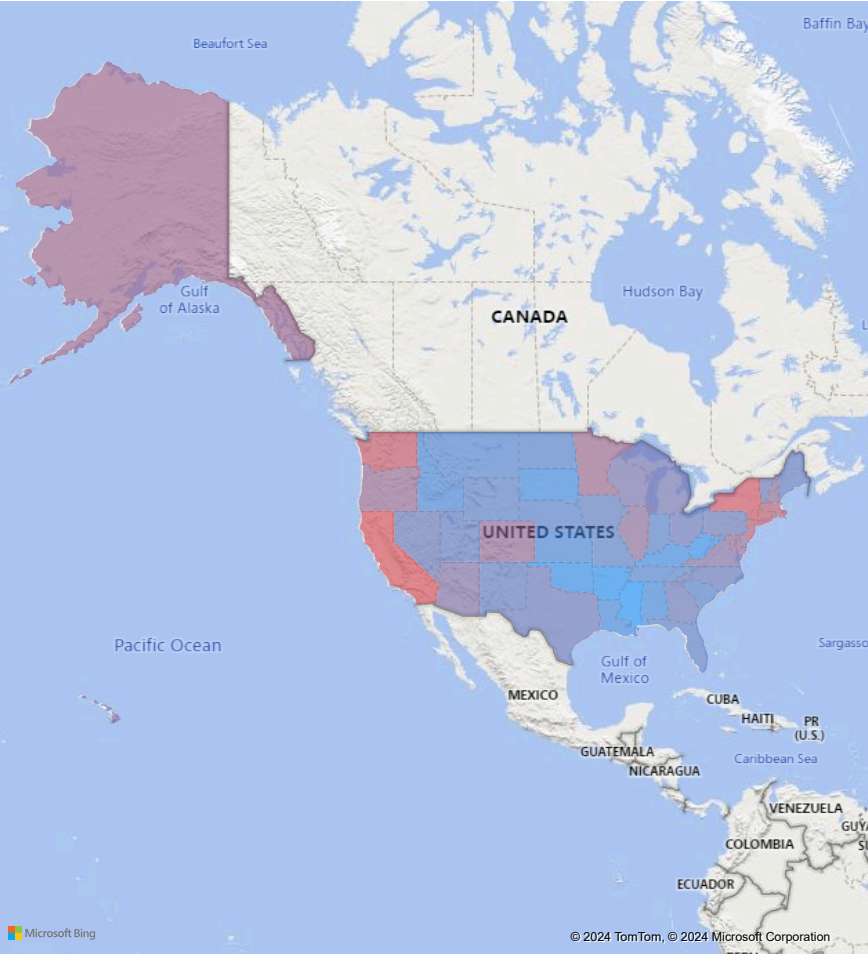 Baffin Bay
Beaufort Sea
Gulf
of Alaska
Hudson Bay
CANADA
UNITED STATES
Pacific Ocean
Gulf of
Mexico
MEXICO
CUBA
HAITI
PR
(U.S.)
GUATEMALA
NICARAGUA
Caribbean Sea
VENEZUELA
COLOMBIA
ECUADOR
Microsoft Bing
© 2024 TomTom, © 2024 Microsoft Corporation